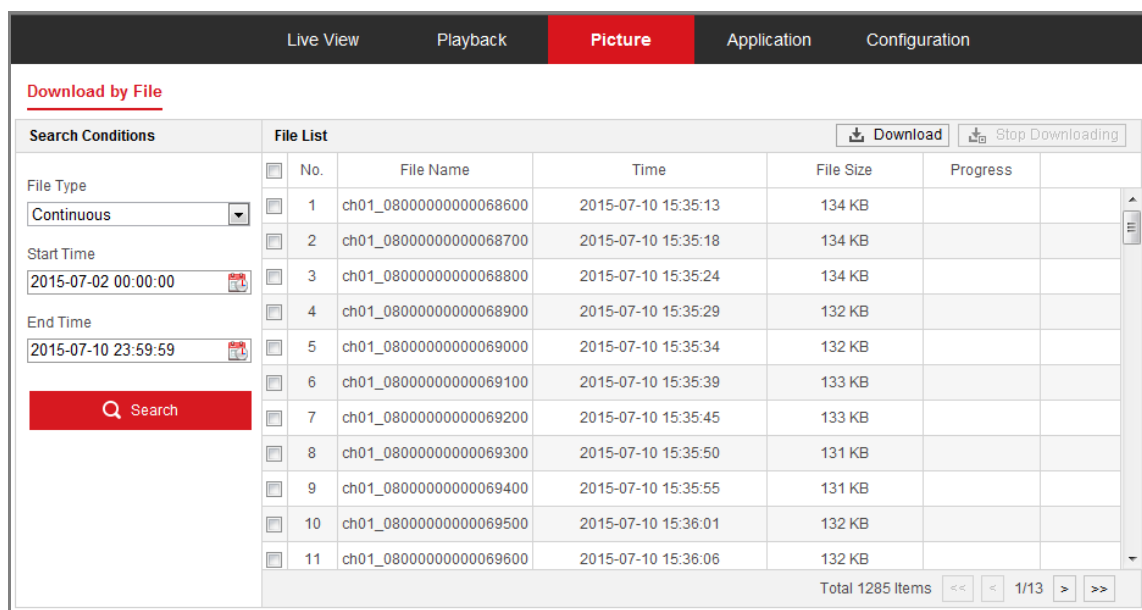 Live View Playback Picture Application Configuration
Download by File
Search Conditions
File Type
Continuous
Start Time
2015-07-02 00:00:00
End Time
2015-07-10 23:59:59
Search
File List Download Stop Downloading
No. File Name Time File Size Progress
1 ch01_08000000000068600 2015-07-10 15:35:13 134 KB
2 ch01_08000000000068700 2015-07-10 15:35:18 134 KB
3 ch01_08000000000068800 2015-07-10 15:35:24 134 KB
4 ch01_08000000000068900 2015-07-10 15:35:29 132 KB
5 ch01_08000000000069000 2015-07-10 15:35:34 132 KB
6 ch01_08000000000069100 2015-07-10 15:35:39 133 KB
7 ch01_08000000000069200 2015-07-10 15:35:45 133 KB
8 ch01_08000000000069300 2015-07-10 15:35:50 131 KB
9 ch01_08000000000069400 2015-07-10 15:35:55 131 KB
10 ch01_08000000000069500 2015-07-10 15:36:01 132 KB
11 ch01_08000000000069600 2015-07-10 15:36:06 132 KB
Total 1285 Items << < 1/13 > >>